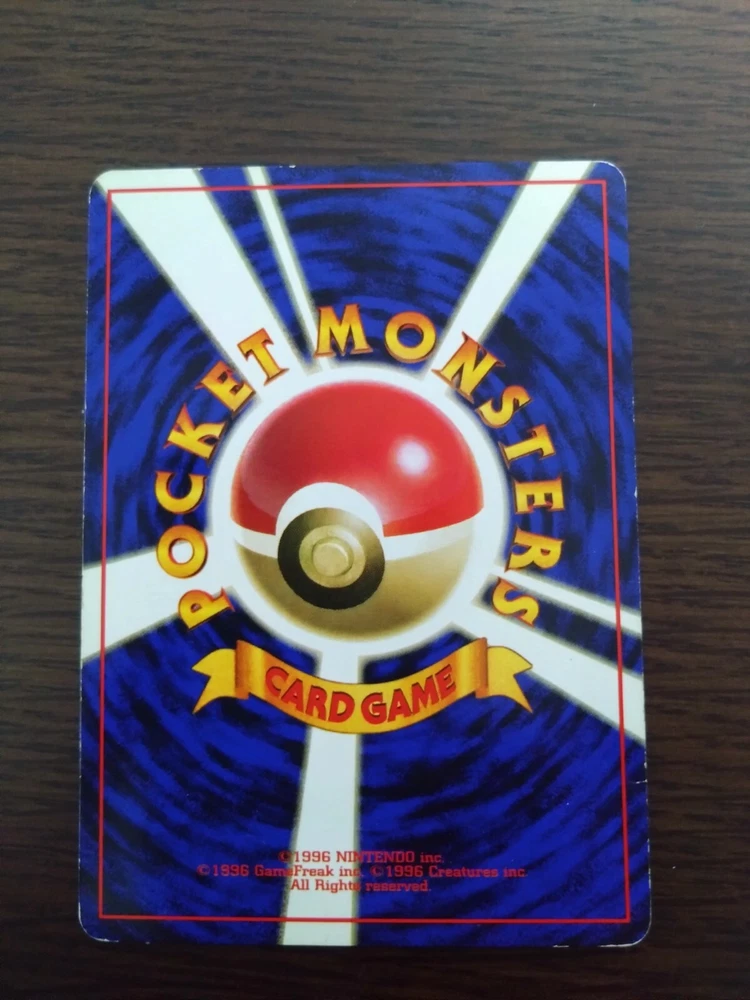 POCKET MONSTERS
CARD GAME
©1996 NINTENDO inc.
©1996 GameFreak inc. ©1996 Creatures inc.
All Rights reserved.